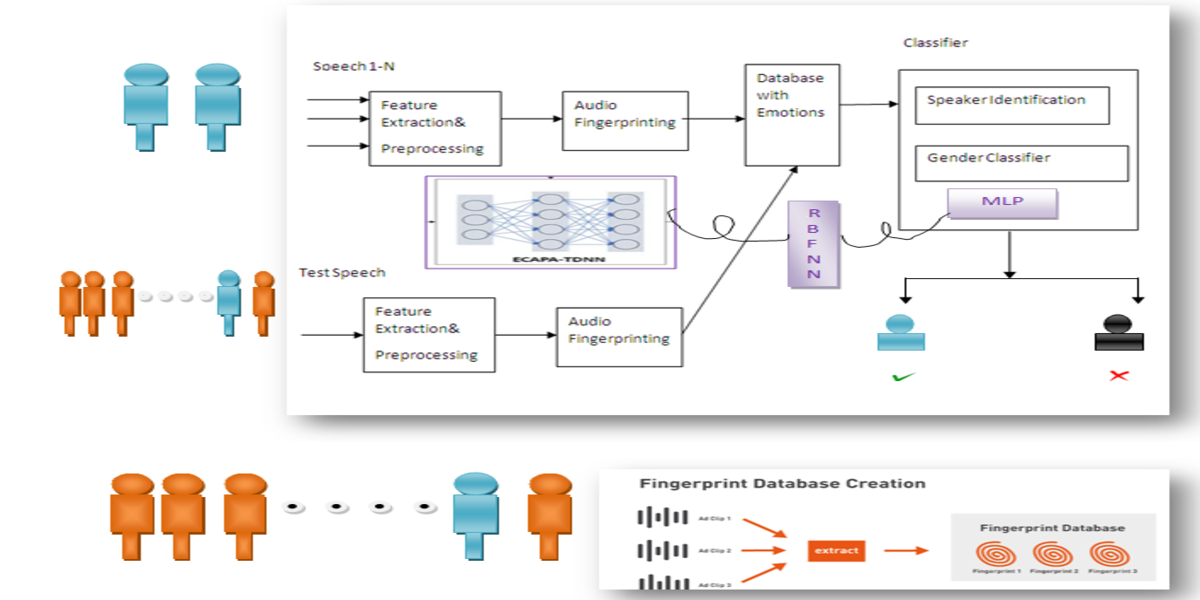 Classifier
Soeech 1-N
Feature
Extraction&
Preprocessing
Audio
Fingerprinting
Database
with
Emotions
Speaker Identification
Gender Classifier
MLP
R
B
F
N
N
ECAPA-TDNN
Test Speech
Feature
Extraction&
Preprocessing
Audio
Fingerprinting
Fingerprint Database Creation
Ad Clip 1
Ad Clip 2
Ad Clip 3
extract
Fingerprint Database
Fingerprint 1 Fingerprint 2 Fingerprint 3